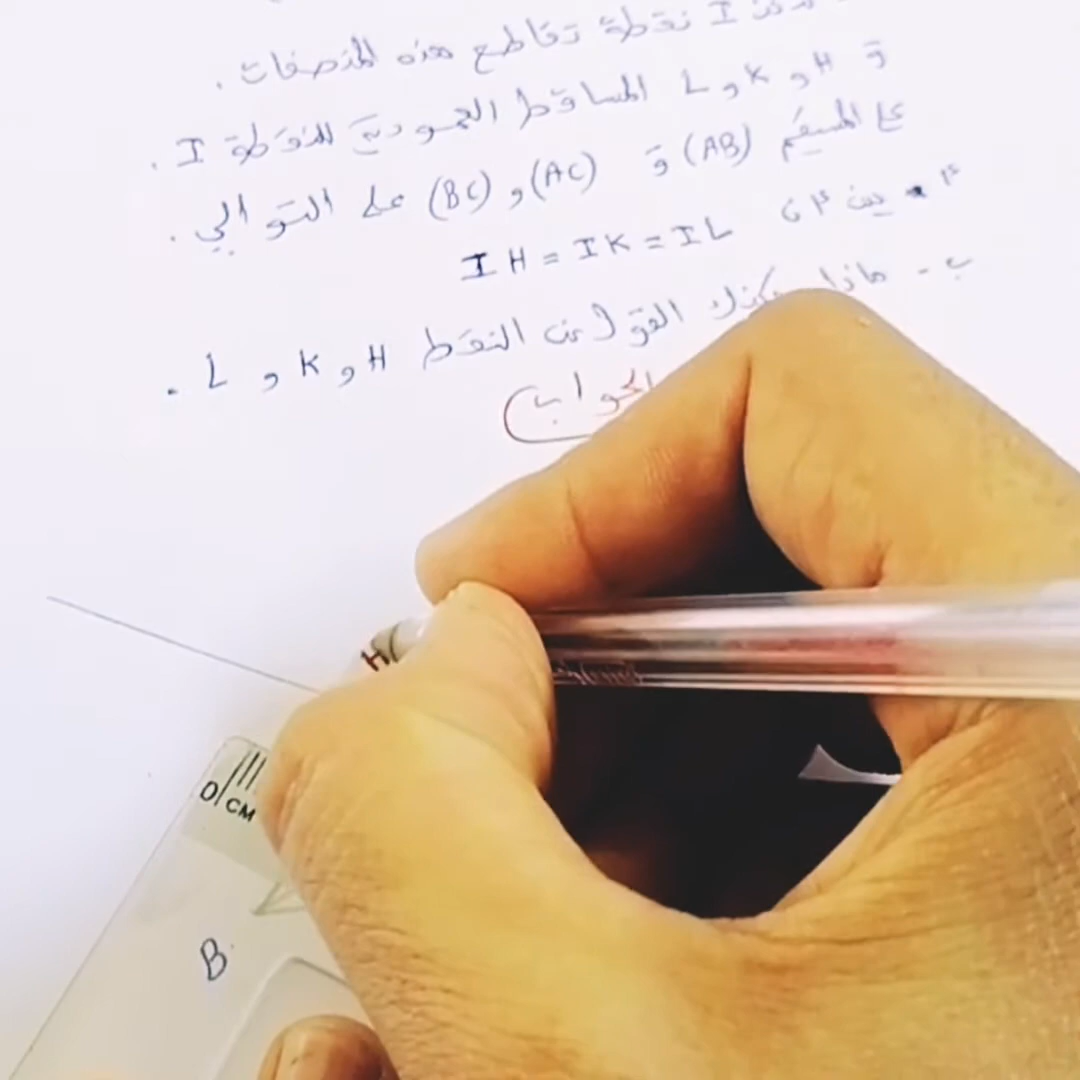 I نقطة تقاطع هذه المنصفات .
و H و K و L المساقط العمودية للنقطة I .
على المستقيم (AB) و (AC) و (BC) على التوالي .
أ - بين أن
IH = IK = IL
ب - ماذا يمكنك القول عن النقط H و K و L .
الجواب
H
0
CM
B